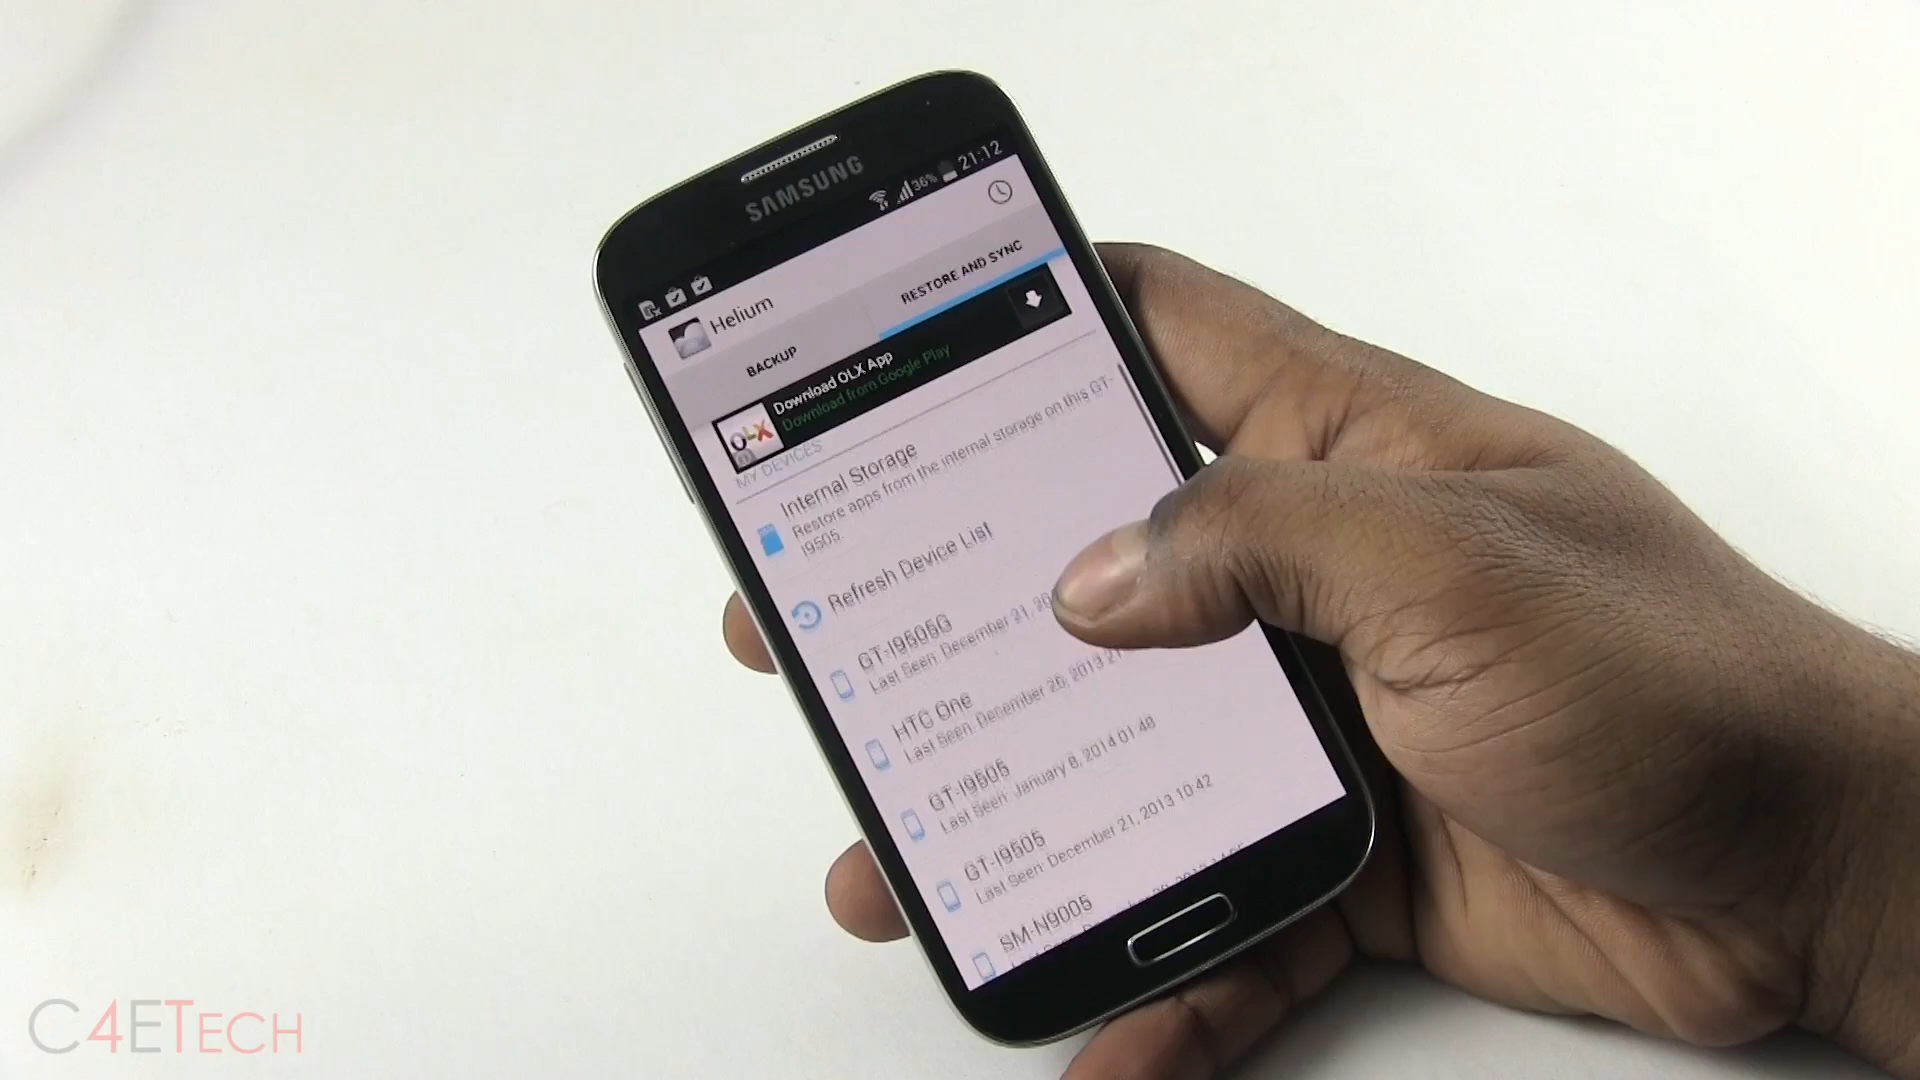 SAMSUNG
36% 21:12
Helium
BACKUP
RESTORE AND SYNC
OLX
Download OLX App
Download from Google Play
MY DEVICES
Internal Storage
Restore apps from the internal storage on this GT-
I9505.
Refresh Device List
GT-I9505G
Last Seen: December 21, 20
HTC One
Last Seen: December 26, 2013 21
GT-I9505
Last Seen: January 8, 2014 01:48
GT-I9505
Last Seen: December 21, 2013 10:42
SM-N9005
C4ETECH